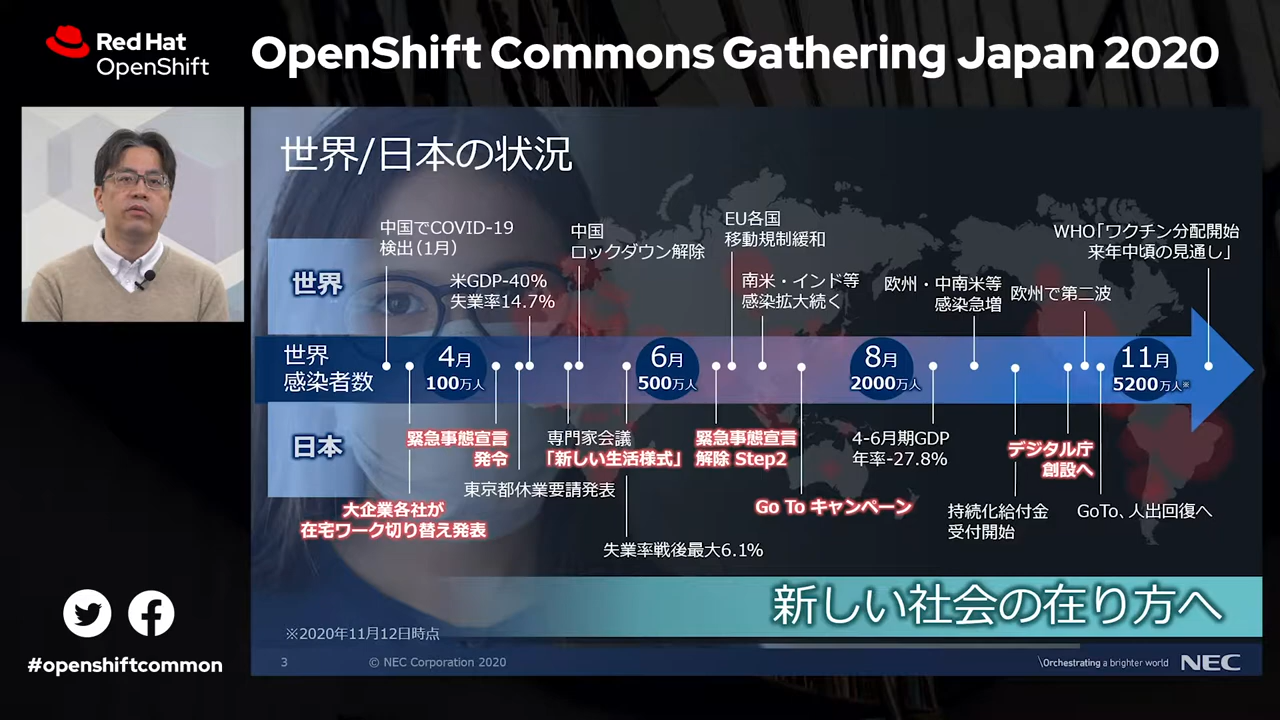 Red Hat
OpenShift
OpenShift Commons Gathering Japan 2020
世界/日本の状況
中国でCOVID-19
検出（1月）
米GDP-40%
失業率14.7%
中国
ロックダウン解除
EU各国
移動規制緩和
南米・インド等
感染拡大続く
欧州・中南米等
感染急増
欧州で第二波
WHO「ワクチン分配開始
来年中頃の見通し」
世界
世界
感染者数
4月
100万人
6月
500万人
8月
2000万人
11月
5200万人※
日本
緊急事態宣言
発令
大企業各社が
在宅ワーク切り替え発表
東京都休業要請発表
専門家会議
「新しい生活様式」
失業率戦後最大6.1%
緊急事態宣言
解除 Step2
Go To キャンペーン
4-6月期GDP
年率-27.8%
持続化給付金
受付開始
デジタル庁
創設へ
GoTo、人出回復へ
新しい社会の在り方へ
※2020年11月12日時点
3
© NEC Corporation 2020
\Orchestrating a brighter world
NEC
#openshiftcommon